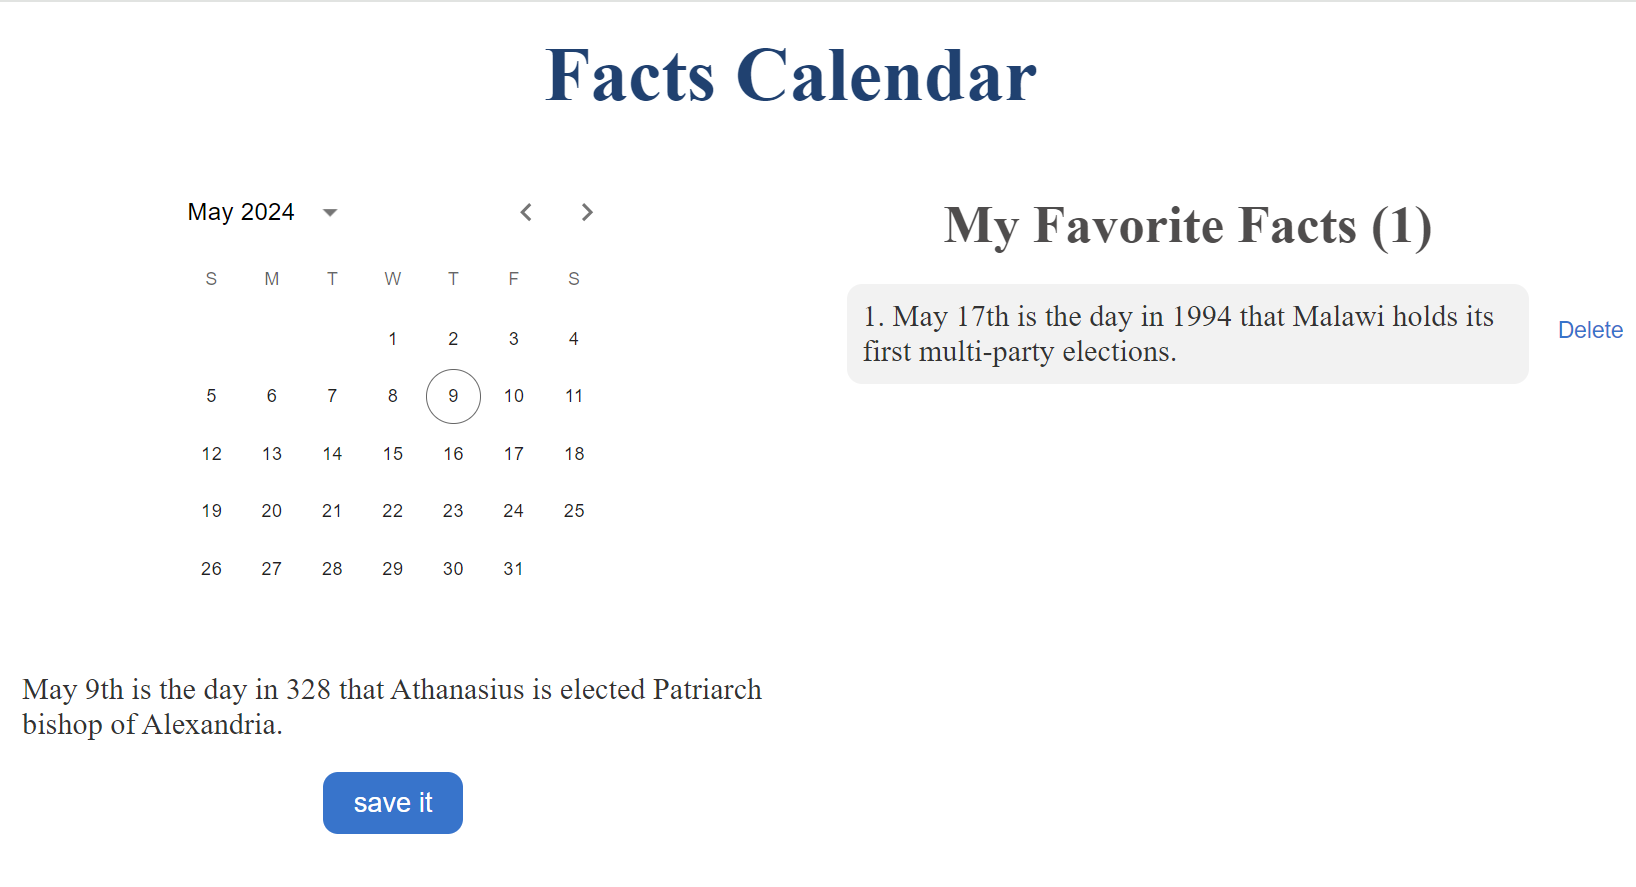 Facts Calendar
May 2024
S M T W T F S
1 2 3 4
5 6 7 8 9 10 11
12 13 14 15 16 17 18
19 20 21 22 23 24 25
26 27 28 29 30 31
May 9th is the day in 328 that Athanasius is elected Patriarch
bishop of Alexandria.
save it
My Favorite Facts (1)
1. May 17th is the day in 1994 that Malawi holds its
first multi-party elections.
Delete